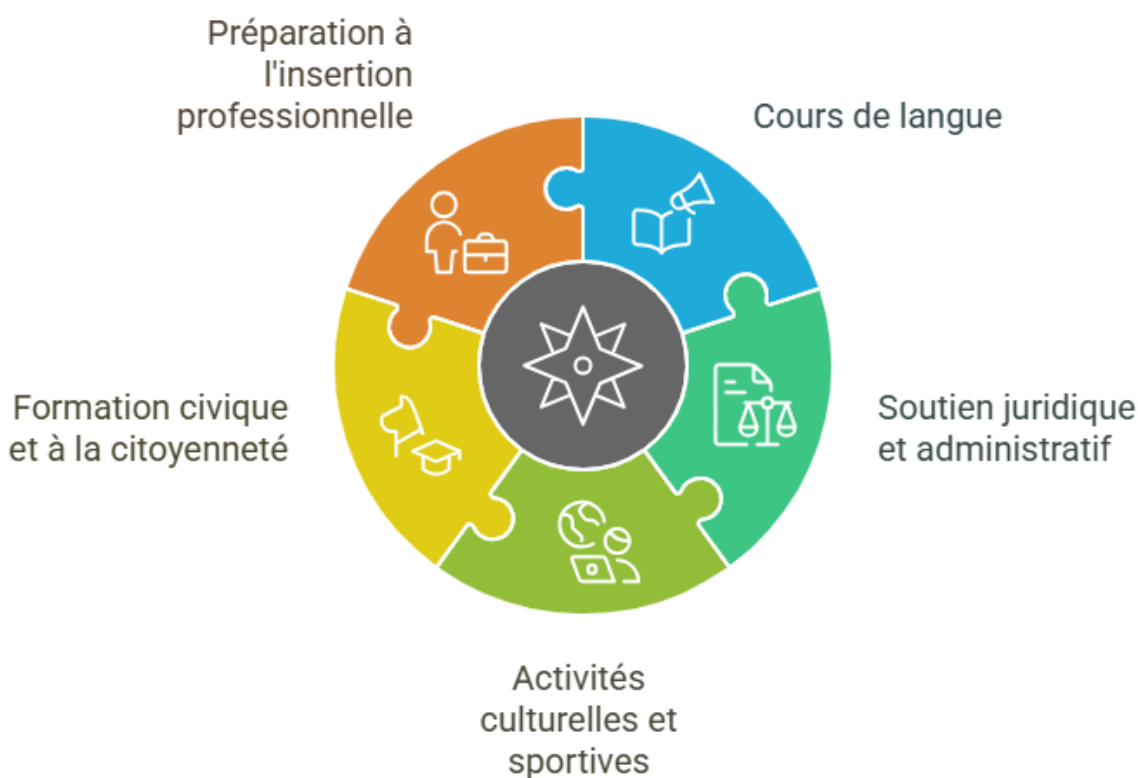 Préparation à
l'insertion
professionnelle
Cours de langue
Formation civique
et à la citoyenneté
Soutien juridique
et administratif
Activités
culturelles et
sportives